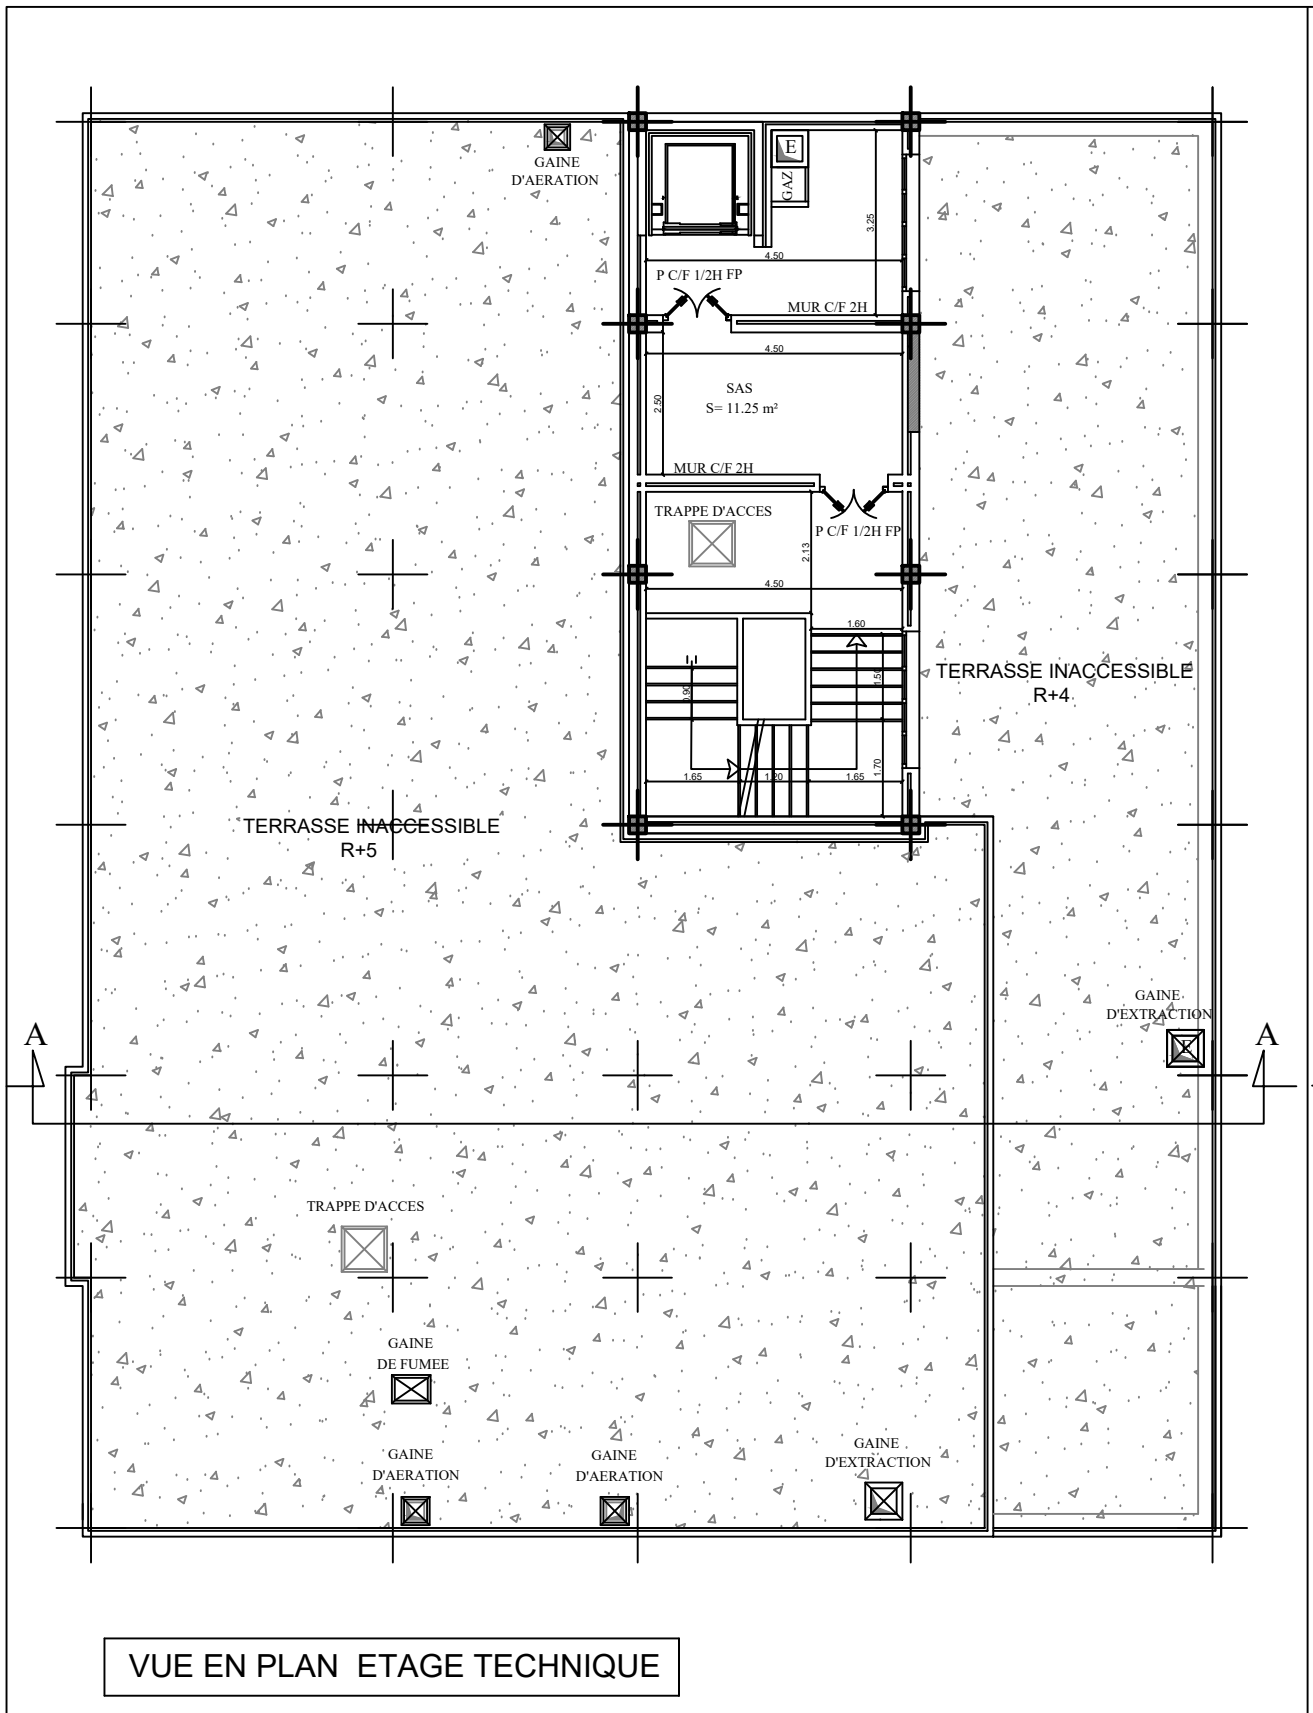 GAINE
D'AERATION
E
GAZ
3.25
4.50
P C/F 1/2H FP
MUR C/F 2H
4.50
SAS
S= 11.25 m²
2.50
MUR C/F 2H
TRAPPE D'ACCES
P C/F 1/2H FP
2.13
4.50
1.60
TERRASSE INACCESSIBLE
R+4
1.50
0.90
1.65
1.20
1.65
1.70
TERRASSE INACCESSIBLE
R+5
GAINE
D'EXTRACTION
E
A
A
TRAPPE D'ACCES
GAINE
DE FUMEE
GAINE
D'AERATION
GAINE
D'AERATION
GAINE
D'EXTRACTION
VUE EN PLAN ETAGE TECHNIQUE